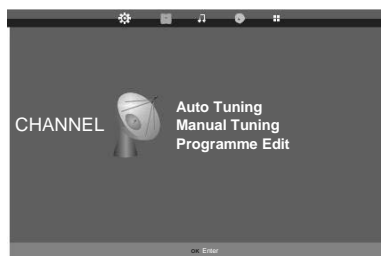 CHANNEL
Auto Tuning
Manual Tuning
Programme Edit
OK Enter